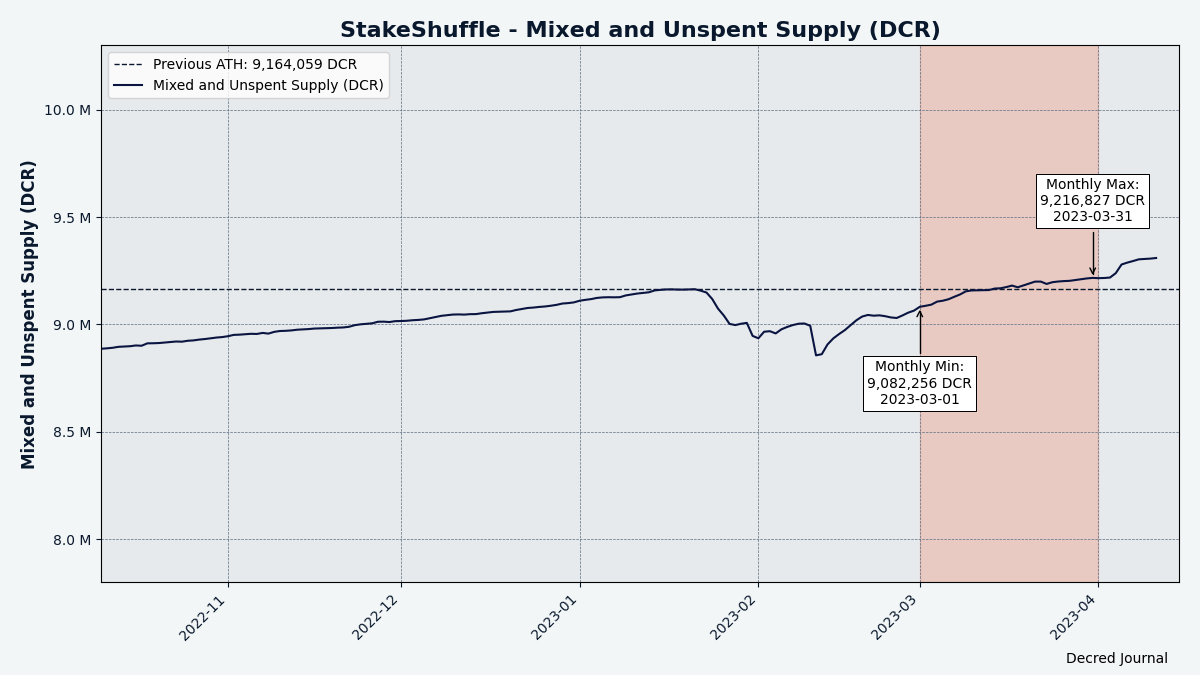 StakeShuffle - Mixed and Unspent Supply (DCR)
Previous ATH: 9,164,059 DCR
Mixed and Unspent Supply (DCR)
Mixed and Unspent Supply (DCR)
10.0 M
9.5 M
9.0 M
8.5 M
8.0 M
Monthly Max:
9,216,827 DCR
2023-03-31
Monthly Min:
9,082,256 DCR
2023-03-01
2022-11
2022-12
2023-01
2023-02
2023-03
2023-04
Decred Journal